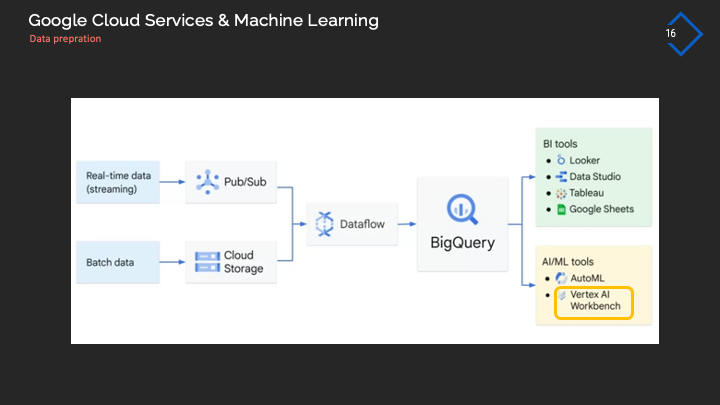 Google Cloud Services & Machine Learning
Data prepration
16
Real-time data
(streaming)
Pub/Sub
Batch data
Cloud
Storage
Dataflow
BigQuery
BI tools
• Looker
• Data Studio
• Tableau
• Google Sheets
AI/ML tools
• AutoML
• Vertex AI
Workbench